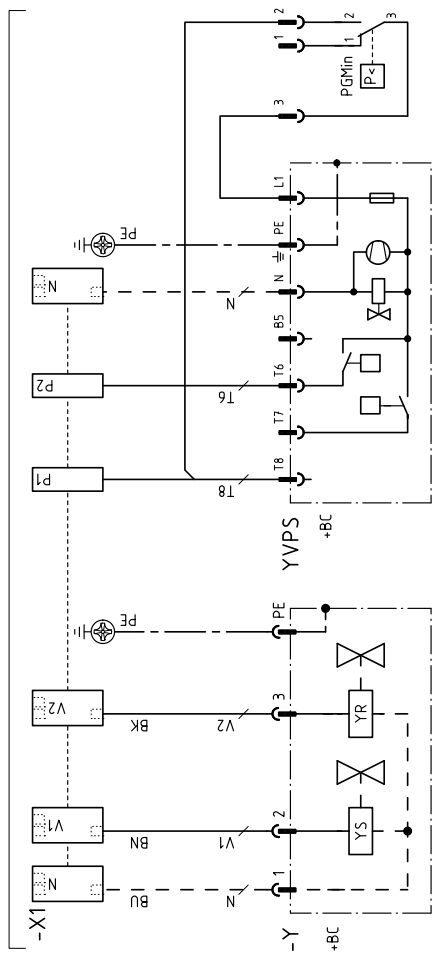 2
1
2
1
3
PGMin
P<
3
L1
PE
PE
N
N
N
B5
P2
T6
T6
T7
P1
T8
T8
YVPS
+BC
PE
PE
V2
BK
V2
3
YR
V1
BN
V1
2
YS
N
BU
N
1
-X1
-Y
+BC